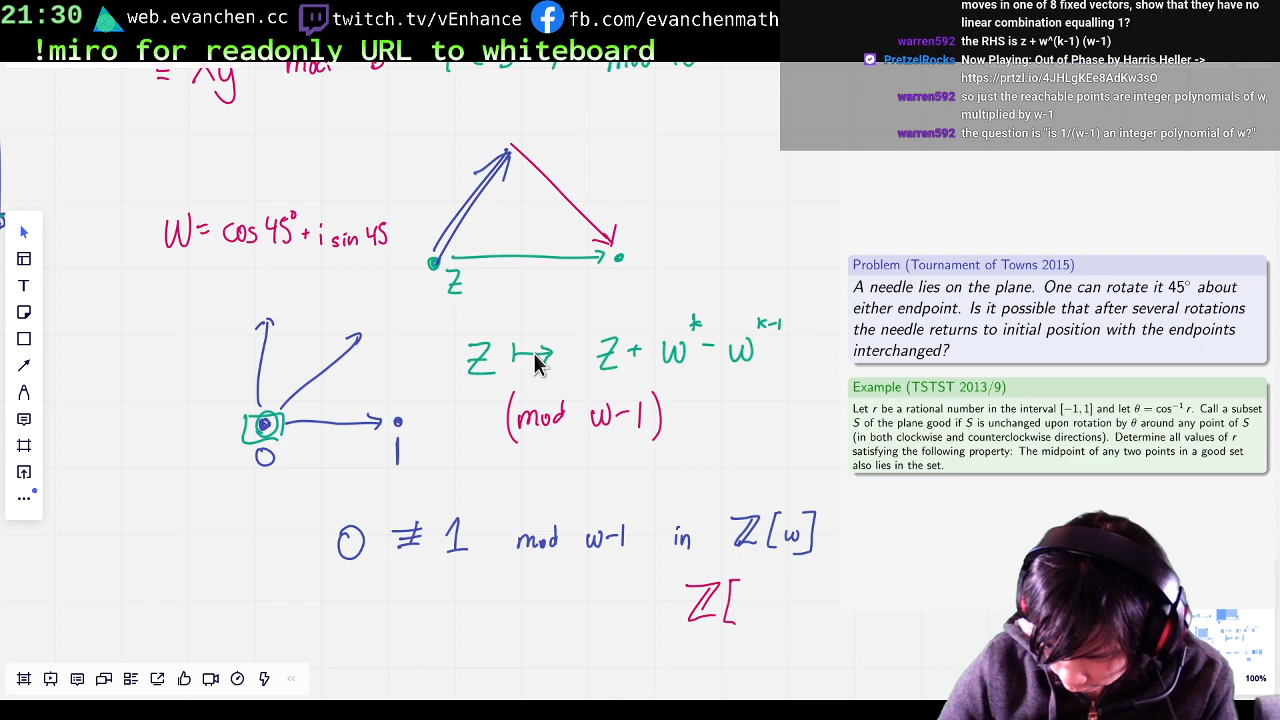 21:30 web.evanchen.cc twitch.tv/vEnhance fb.com/evanchenmath
!miro for readonly URL to whiteboard
moves in one of 8 fixed vectors, show that they have no
linear combination equalling 1?
warren592 the RHS is z + w^(k-1) (w-1)
PretzelRocks Now Playing: Out of Phase by Harris Heller ->
https://prtzl.io/4JHLgKEe8AdKw3sO
warren592 so just the reachable points are integer polynomials of w,
multiplied by w-1
warren592 the question is "is 1/(w-1) an integer polynomial of w?"
W = cos 45° + i sin 45
Z
Z ↦ Z + w^k - w^{k-1}
(mod w-1)
0 1
0 ≢ 1 mod w-1 in ℤ[w]
ℤ[
Problem (Tournament of Towns 2015)
A needle lies on the plane. One can rotate it 45° about
either endpoint. Is it possible that after several rotations
the needle returns to initial position with the endpoints
interchanged?
Example (TSTST 2013/9)
Let r be a rational number in the interval [−1, 1] and let θ = cos⁻¹ r. Call a subset
S of the plane good if S is unchanged upon rotation by θ around any point of S
(in both clockwise and counterclockwise directions). Determine all values of r
satisfying the following property: The midpoint of any two points in a good set
also lies in the set.
100%